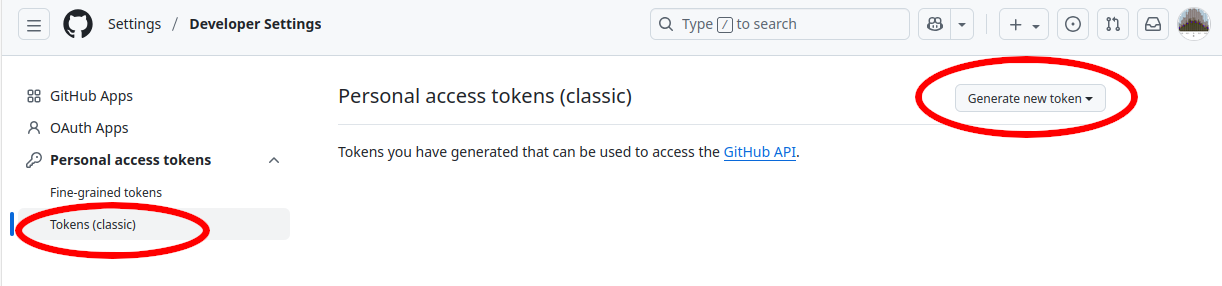 Settings / Developer Settings
Type / to search
GitHub Apps
OAuth Apps
Personal access tokens
Fine-grained tokens
Tokens (classic)
Personal access tokens (classic)
Generate new token
Tokens you have generated that can be used to access the GitHub API.